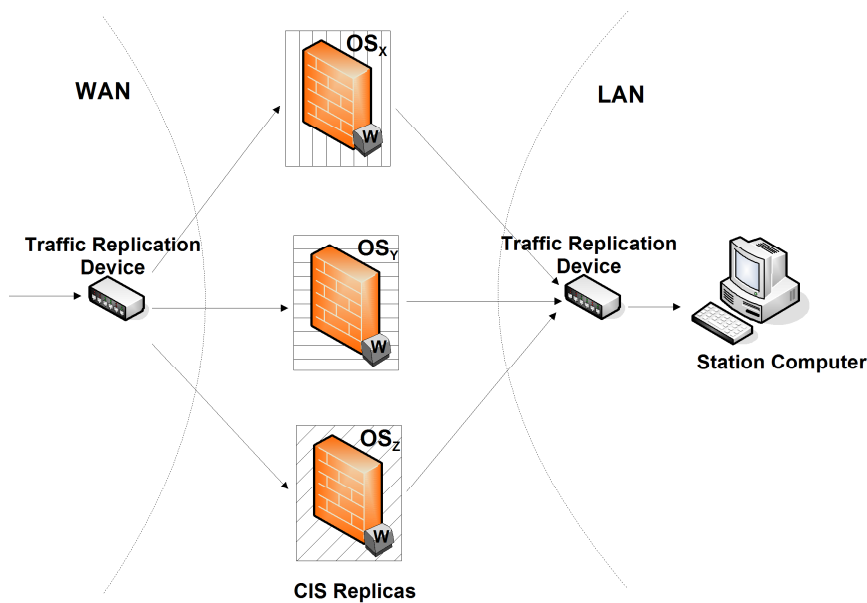 WAN
OSX
LAN
W
Traffic Replication
Device
OSY
Traffic Replication
Device
W
Station Computer
OSZ
W
CIS Replicas